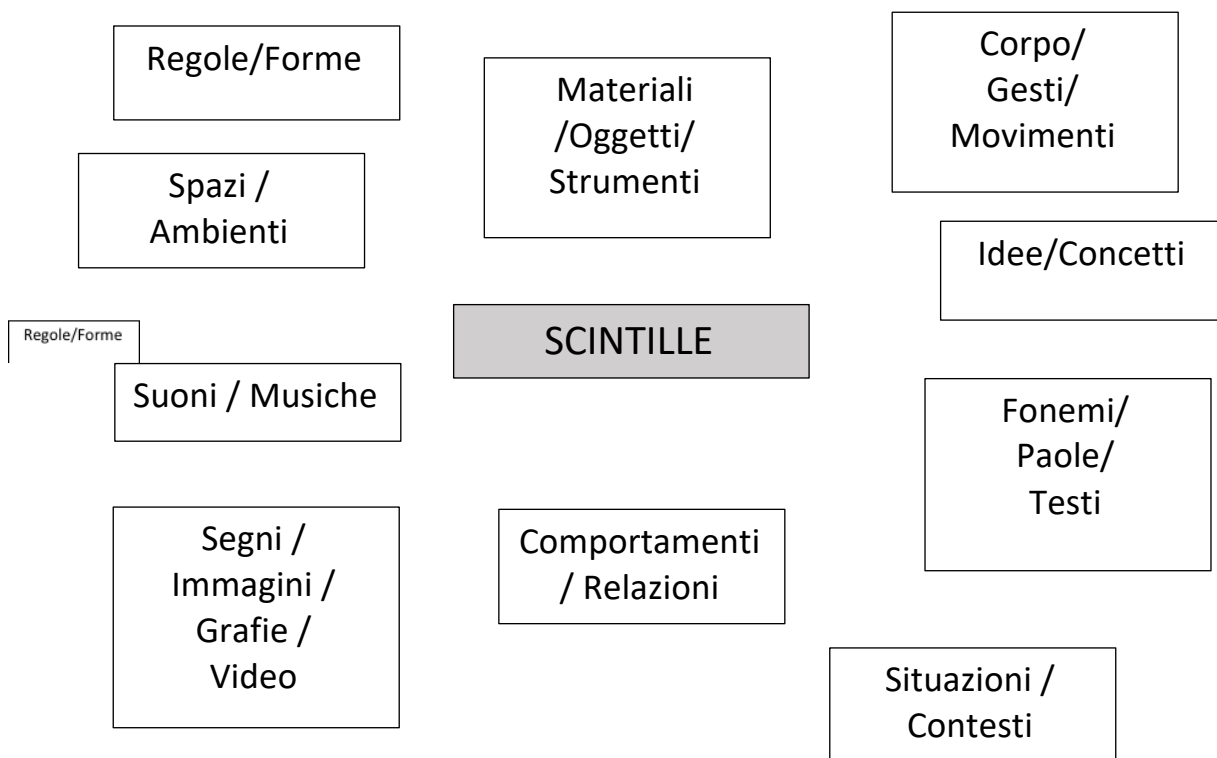 Regole/Forme
Materiali
/Oggetti/
Strumenti
Corpo/
Gesti/
Movimenti
Spazi /
Ambienti
Idee/Concetti
Regole/Forme
SCINTILLE
Suoni / Musiche
Fonemi/
Paole/
Testi
Segni /
Immagini /
Grafie /
Video
Comportamenti
/ Relazioni
Situazioni /
Contesti